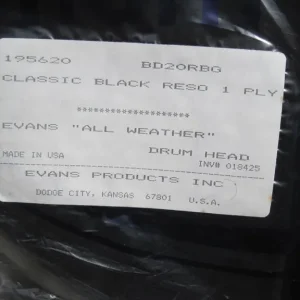 195620 BD20RBG
CLASSIC BLACK RESO 1 PLY
********************
EVANS "ALL WEATHER"
DRUM HEAD
MADE IN USA INV# 018425
EVANS PRODUCTS INC
DODGE CITY, KANSAS 67801 U.S.A.